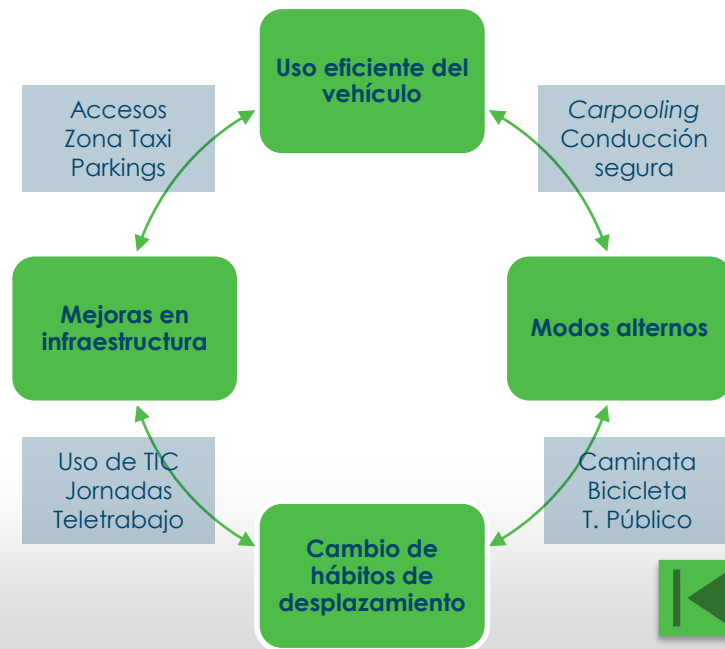 Uso eficiente del
vehículo
Accesos
Zona Taxi
Parkings
Carpooling
Conducción
segura
Mejoras en
infraestructura
Modos alternos
Uso de TIC
Jornadas
Teletrabajo
Caminata
Bicicleta
T. Público
Cambio de
hábitos de
desplazamiento